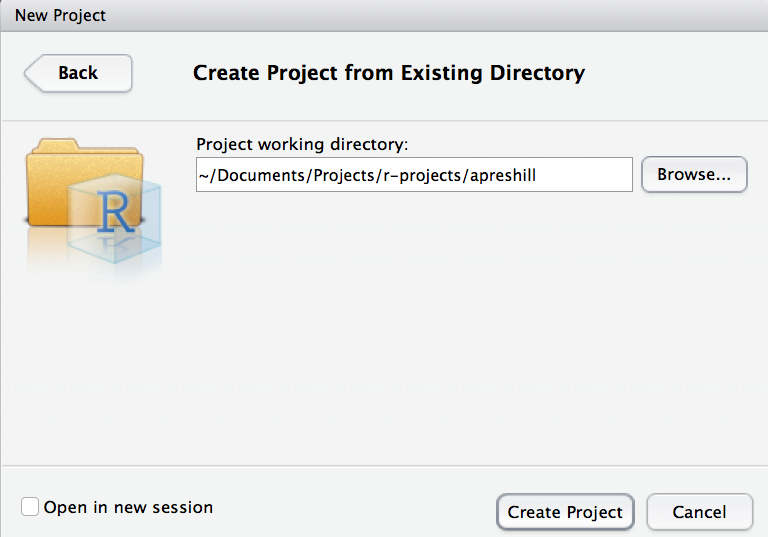 New Project
Back
Create Project from Existing Directory
Project working directory:
~/Documents/Projects/r-projects/apreshill
Browse...
R
Open in new session
Create Project
Cancel